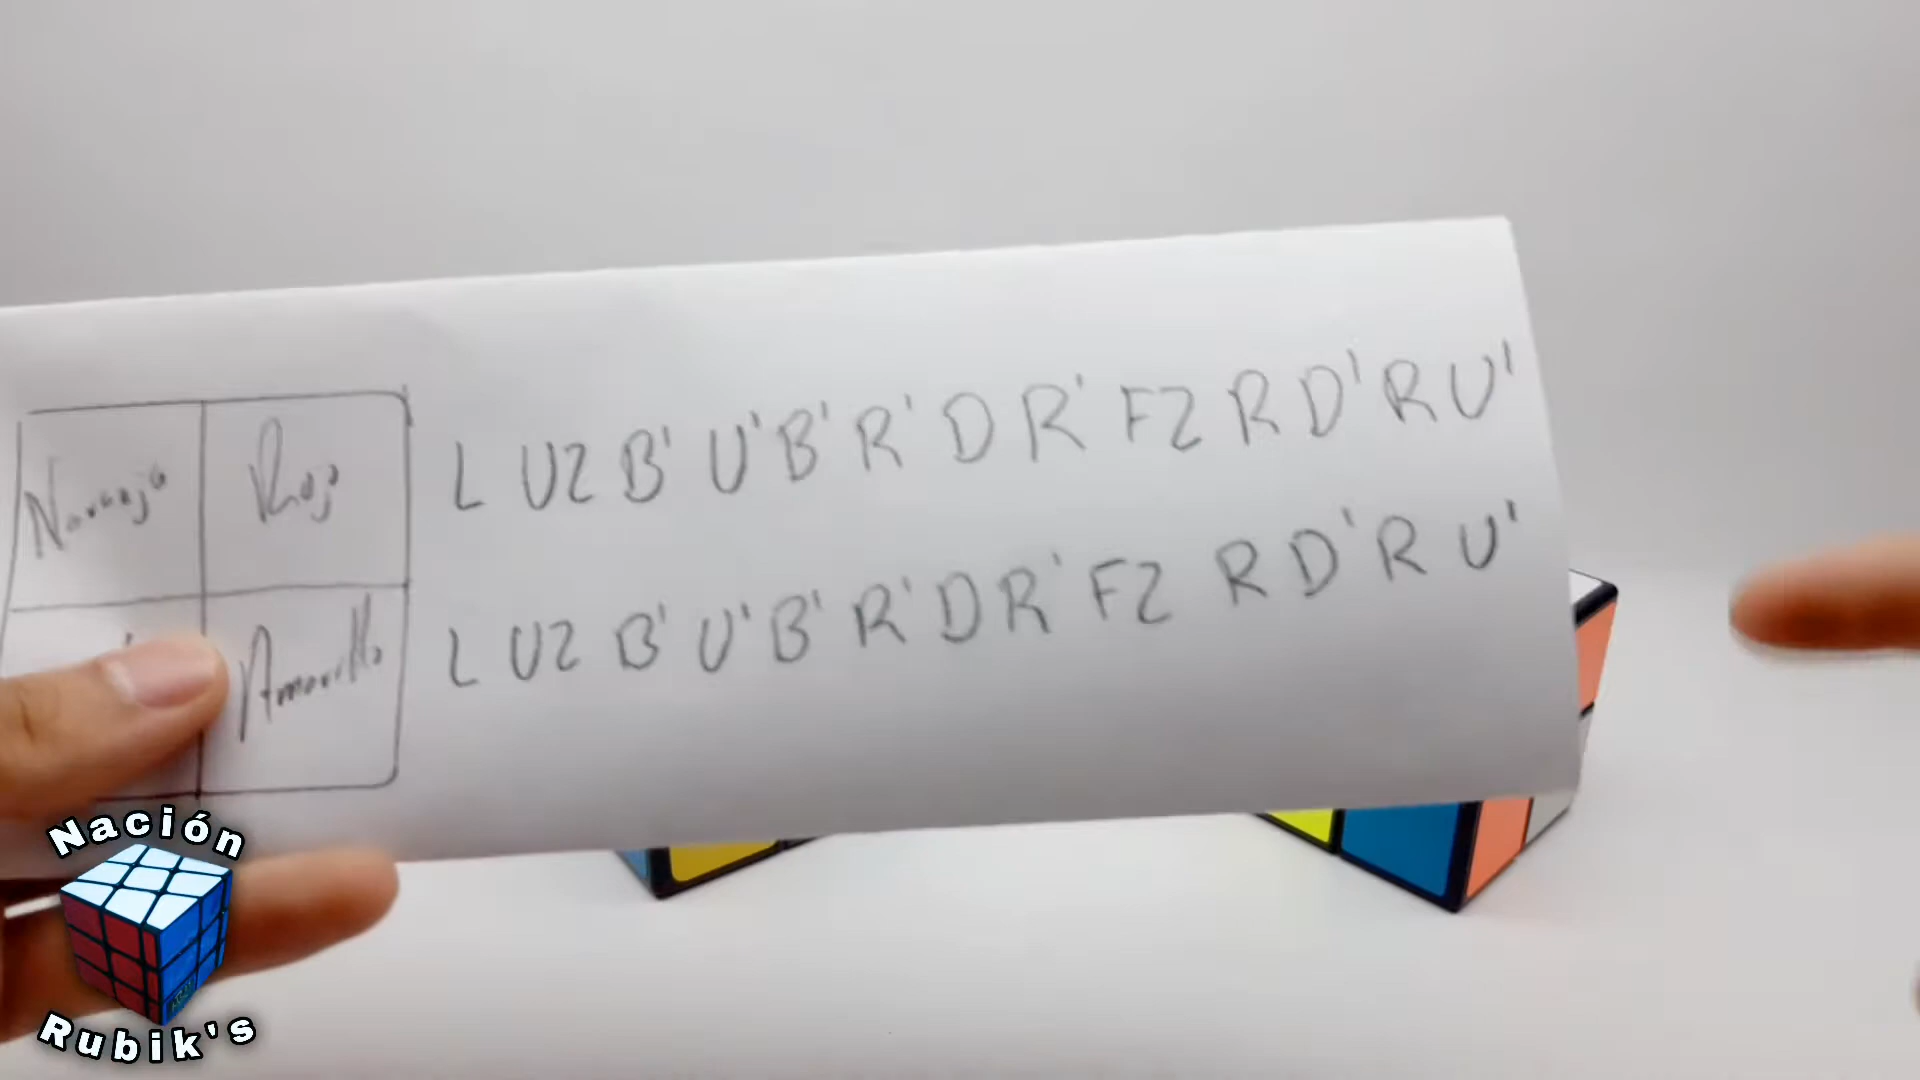 Naranja Rojo
L U2 B' U' B' R' D R' F2 R D' R U'
Amarillo
L U2 B' U' B' R' D R' F2 R D' R U'
Nación
Rubik's